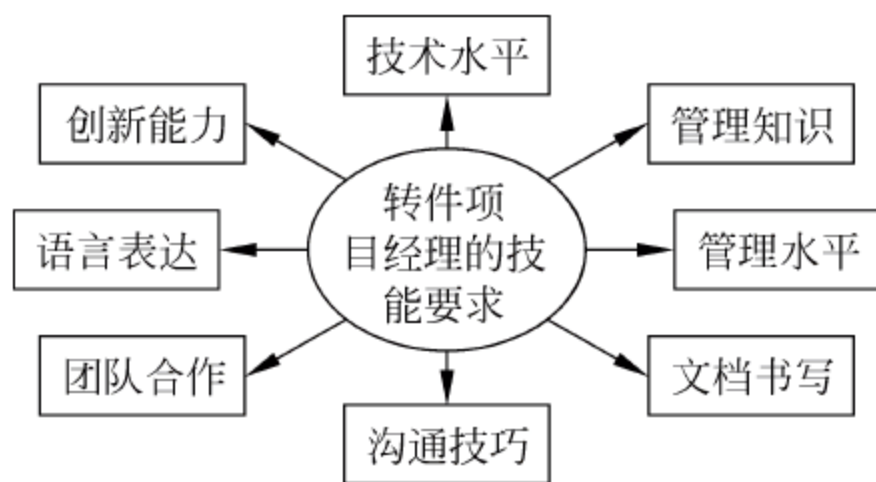 技术水平
创新能力
管理知识
转件项
目经理的技
能要求
语言表达
管理水平
团队合作
文档书写
沟通技巧